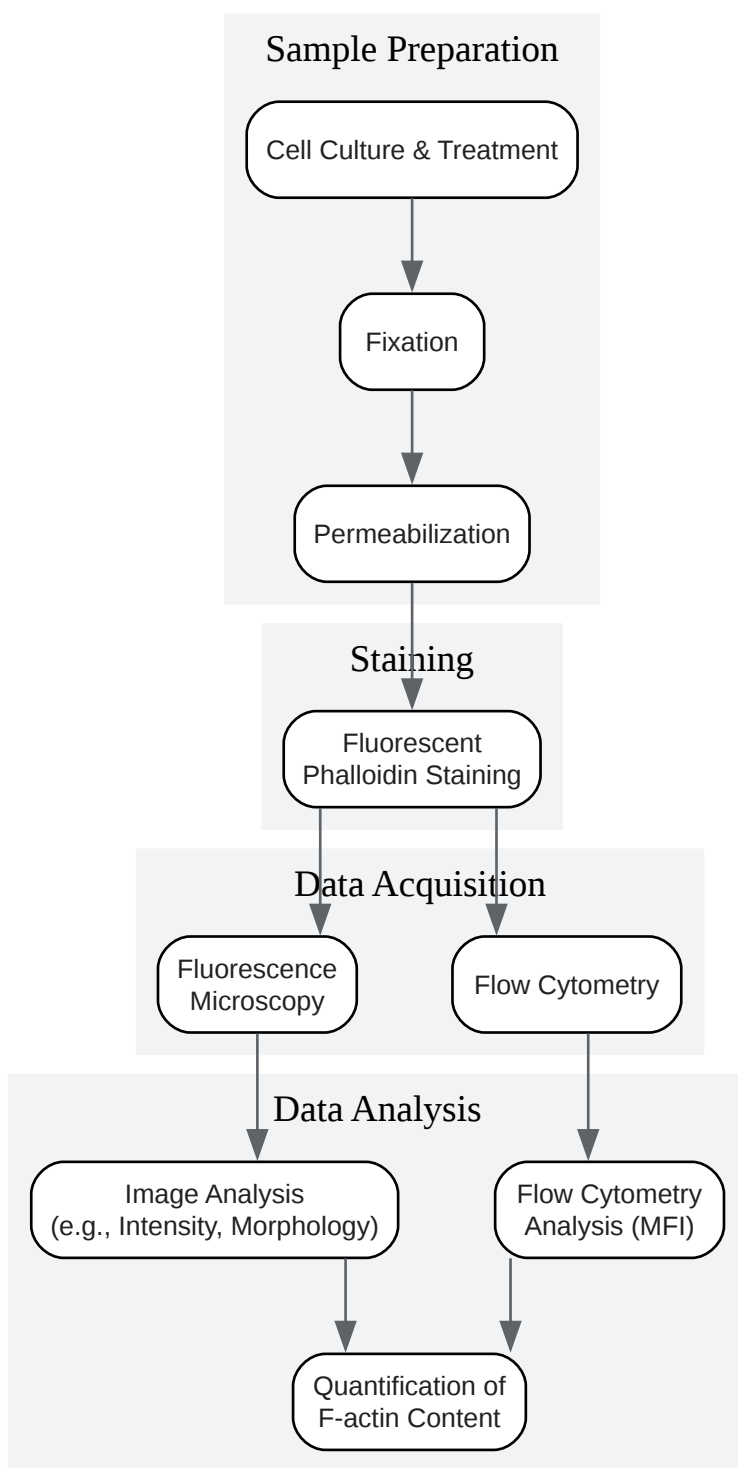 Sample Preparation
Cell Culture & Treatment
Fixation
Permeabilization
Staining
Fluorescent
Phalloidin Staining
Data Acquisition
Fluorescence
Microscopy
Flow Cytometry
Data Analysis
Image Analysis
(e.g., Intensity, Morphology)
Flow Cytometry
Analysis (MFI)
Quantification of
F-actin Content